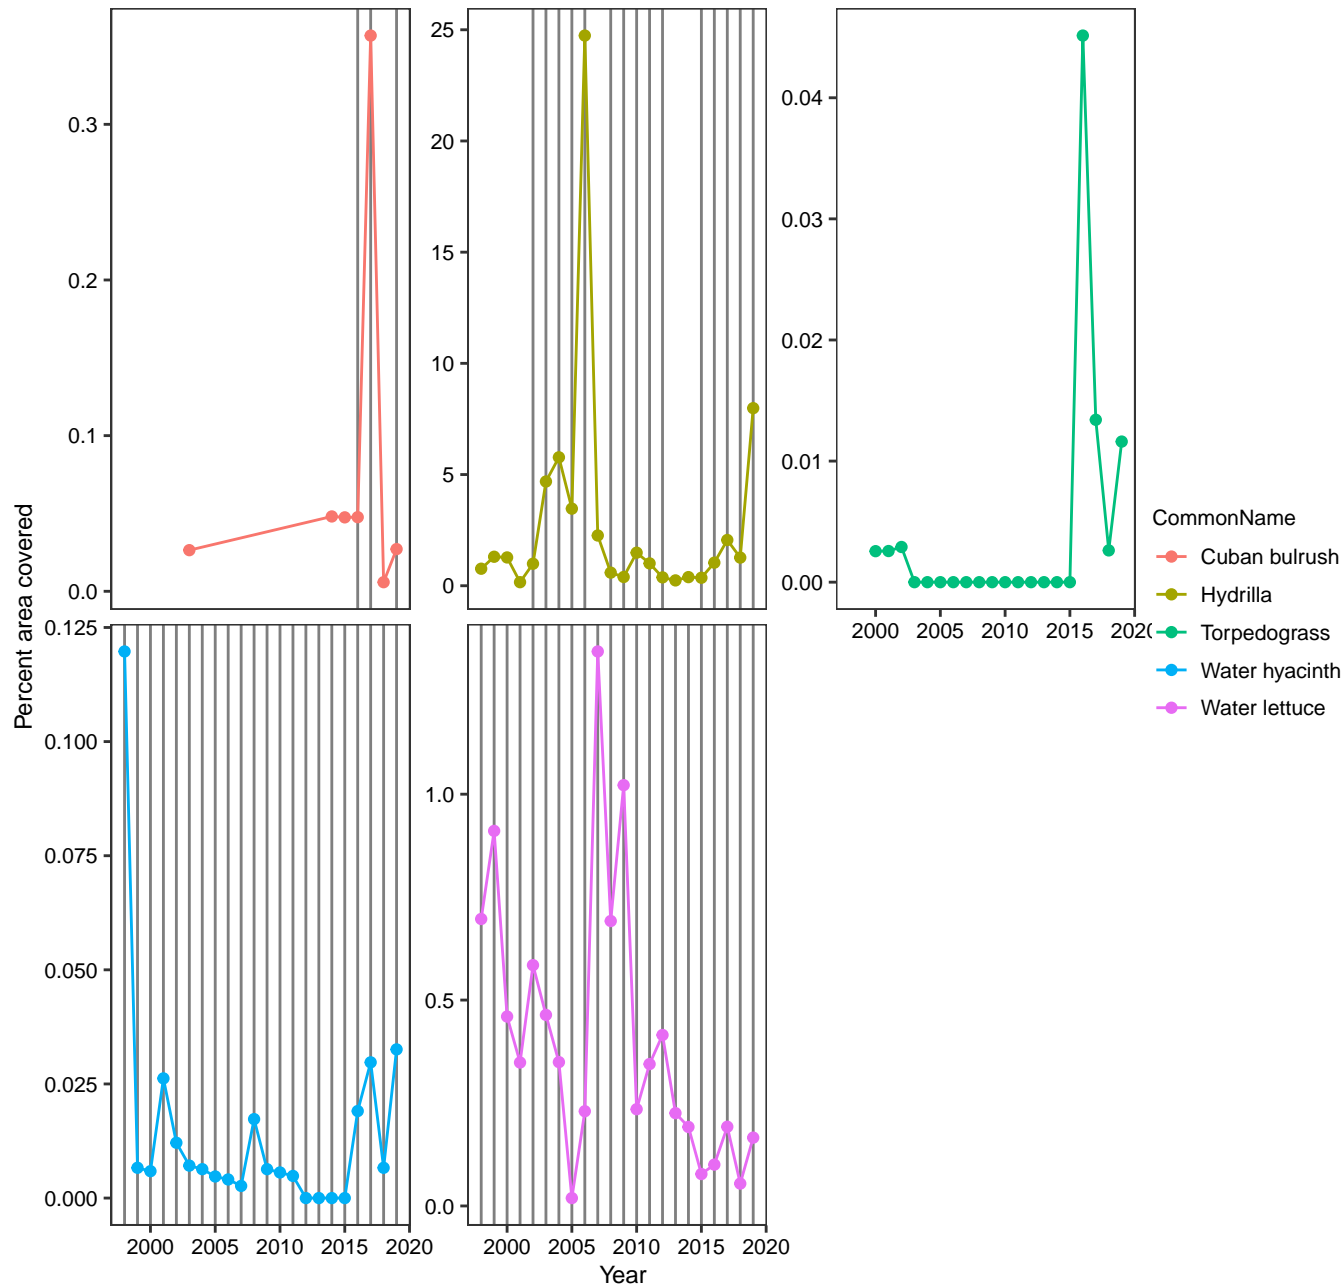 0.3
0.2
0.1
0.0
25
20
15
10
5
0
0.04
0.03
0.02
0.01
0.00
2000 2005 2010 2015 2020
Percent area covered
0.125
0.100
0.075
0.050
0.025
0.000
1.0
0.5
0.0
2000 2005 2010 2015 2020
2000 2005 2010 2015 2020
Year
CommonName
Cuban bulrush
Hydrilla
Torpedograss
Water hyacinth
Water lettuce